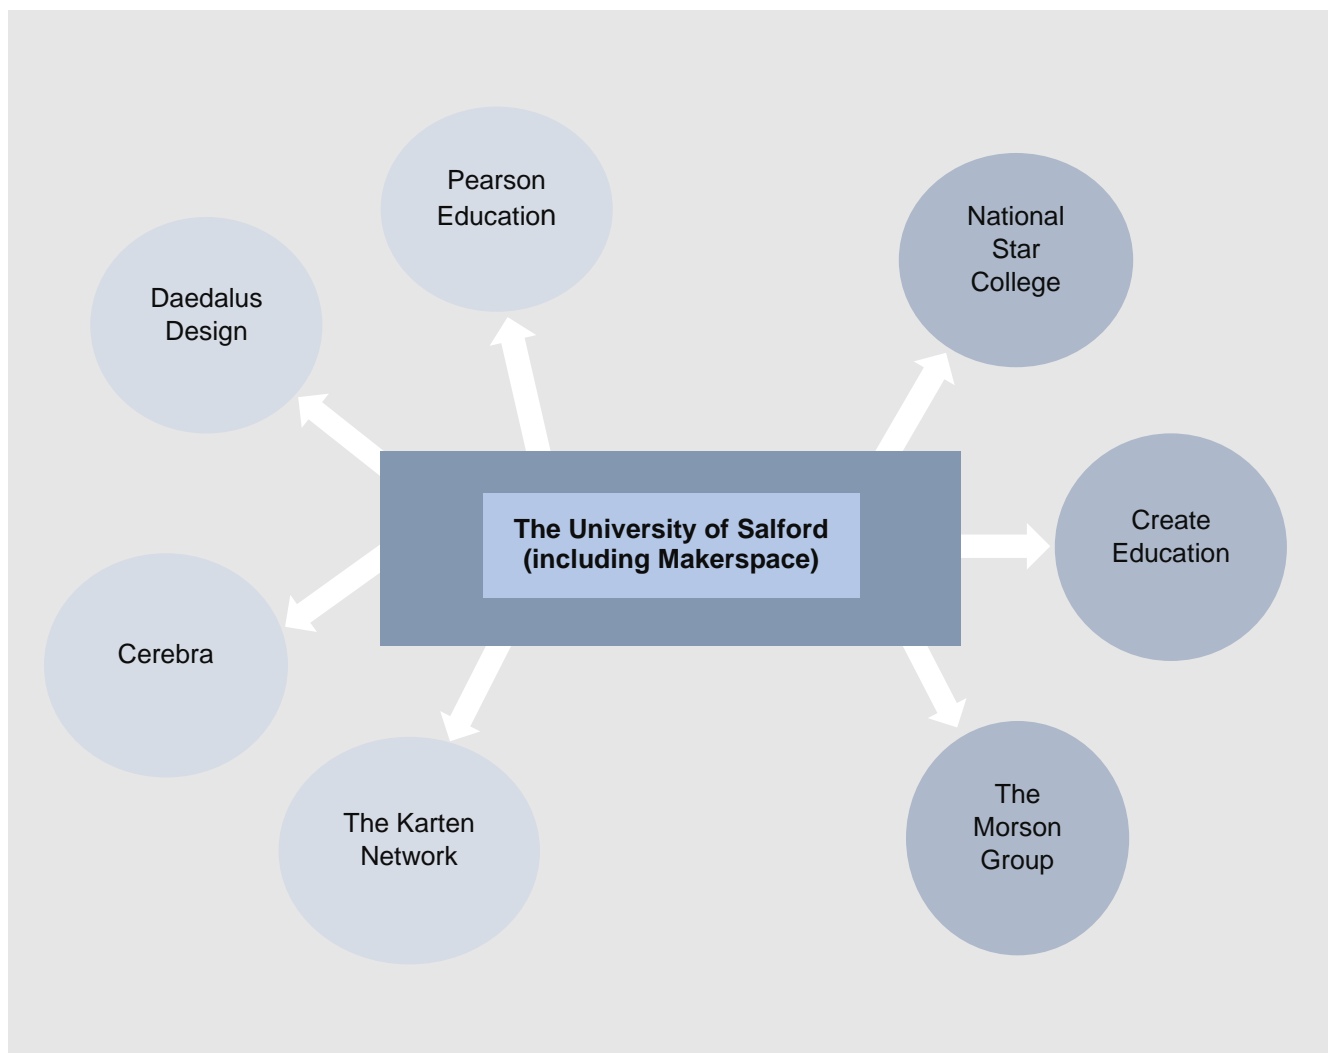 Pearson
Education
National
Star
College
Daedalus
Design
The University of Salford
(including Makerspace)
Create
Education
Cerebra
The Karten
Network
The
Morson
Group